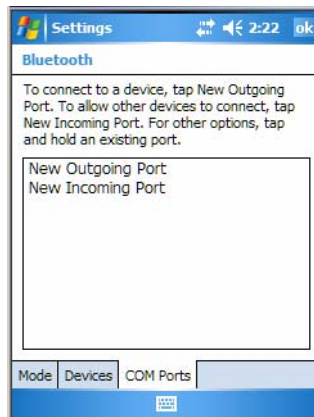 Settings 2:22 ok
Bluetooth
To connect to a device, tap New Outgoing
Port. To allow other devices to connect, tap
New Incoming Port. For other options, tap
and hold an existing port.
New Outgoing Port
New Incoming Port
Mode Devices COM Ports